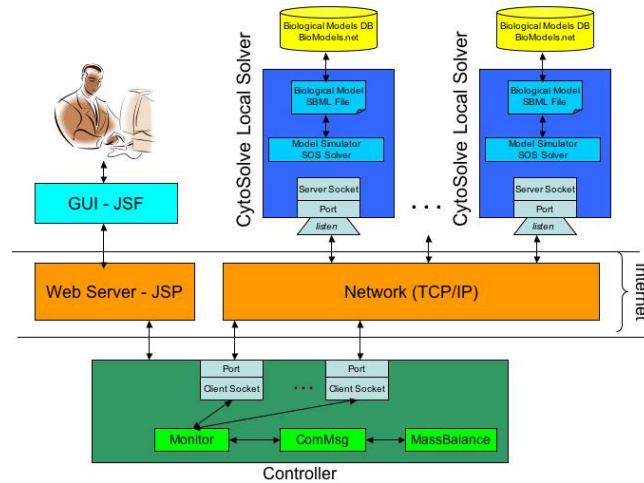 Biological Models DB
BioModels.net
Biological Models DB
BioModels.net
CytoSolve Local Solver
Biological Model
SBML File
Model Simulator
SOS Solver
Server Socket
Port
listen
. . .
CytoSolve Local Solver
Biological Model
SBML File
Model Simulator
SOS Solver
Server Socket
Port
listen
GUI - JSF
Web Server - JSP
Network (TCP/IP)
Internet
Port
Client Socket
. . .
Port
Client Socket
Monitor
ComMsg
MassBalance
Controller